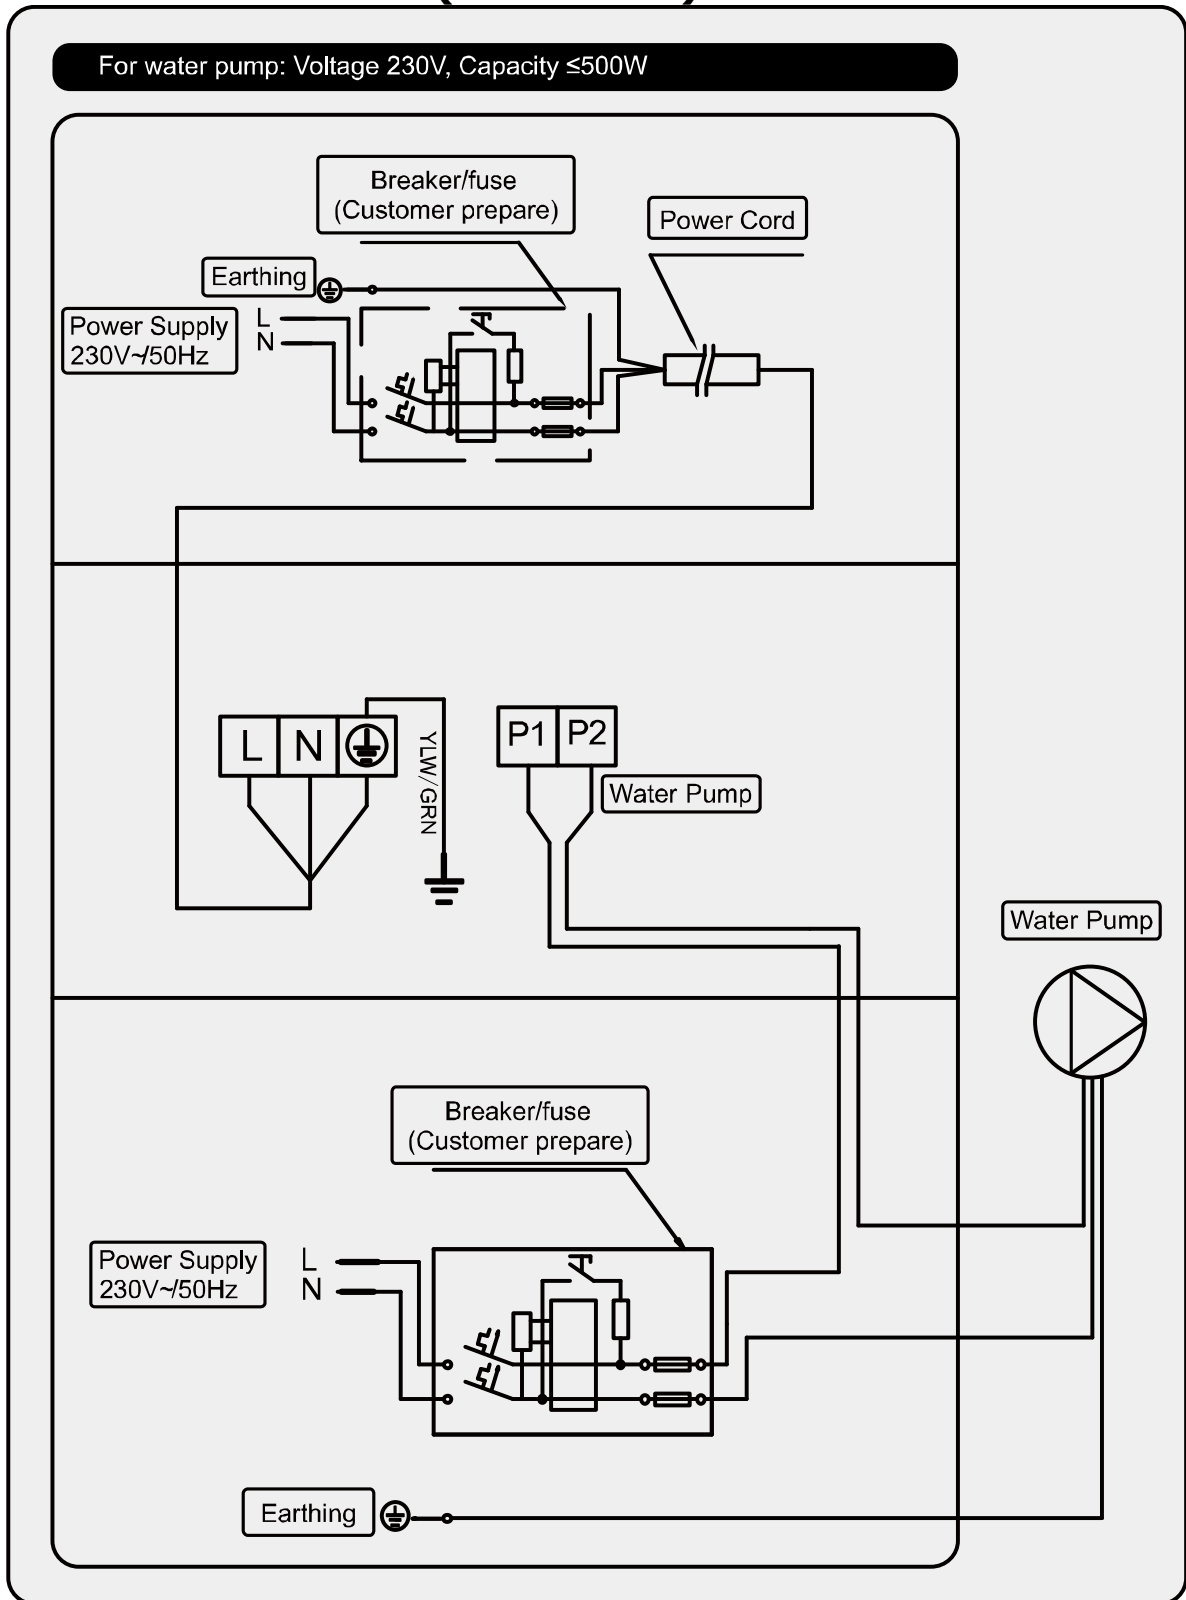 For water pump: Voltage 230V, Capacity ≤500W
Breaker/fuse
(Customer prepare)
Power Cord
Earthing
Power Supply
230V~/50Hz
L
N
L N
YLW/GRN
P1 P2
Water Pump
Water Pump
Breaker/fuse
(Customer prepare)
Power Supply
230V~/50Hz
L
N
Earthing